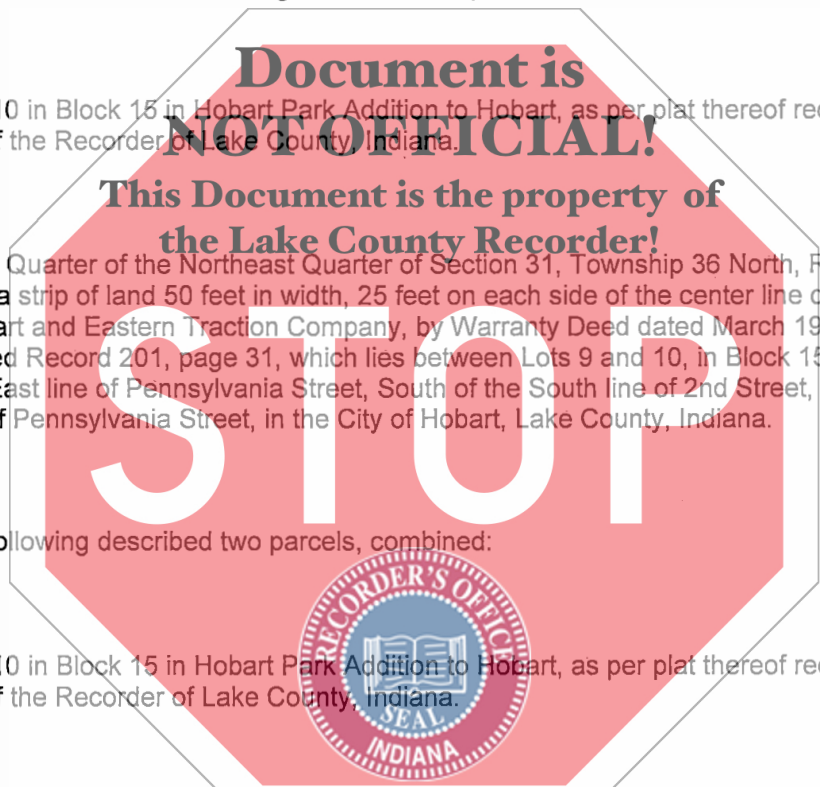 Document is
0 in Block 15 in Hobart Park Addition to Hobart, as per plat thereof rec
NOT OFFICIAL!
the Recorder of Lake County, Indiana.
This Document is the property of
the Lake County Recorder!
Quarter of the Northeast Quarter of Section 31, Township 36 North, R
a strip of land 50 feet in width, 25 feet on each side of the center line o
art and Eastern Traction Company, by Warranty Deed dated March 19
d Record 201, page 31, which lies between Lots 9 and 10, in Block 15
East line of Pennsylvania Street, South of the South line of 2nd Street,
f Pennsylvania Street, in the City of Hobart, Lake County, Indiana.
STOP
ollowing described two parcels, combined:
RECORDER'S OFFICE
0 in Block 15 in Hobart Park Addition to Hobart, as per plat thereof rec
f the Recorder of Lake County, Indiana.
SEAL
INDIANA